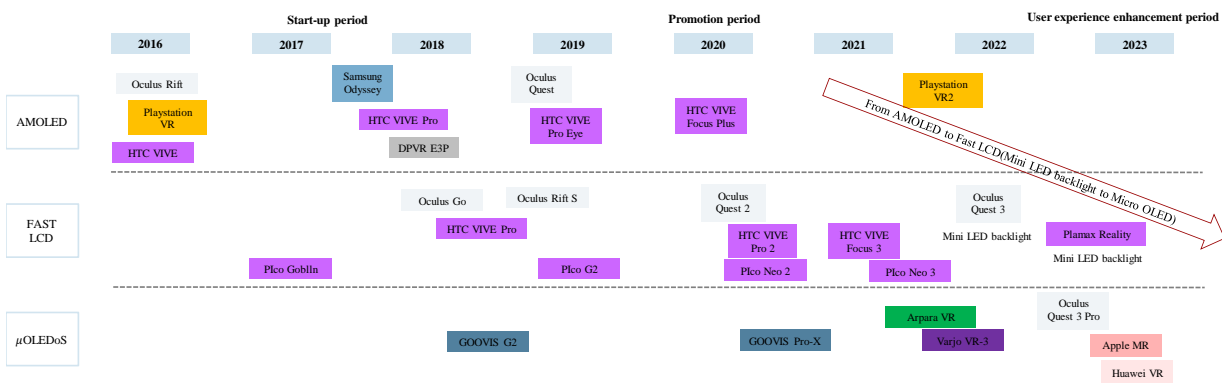 Start-up period
Promotion period
User experience enhancement period
2016
2017
2018
2019
2020
2021
2022
2023
AMOLED
Oculus Rift
Playstation
VR
HTC VIVE
Samsung
Odyssey
HTC VIVE Pro
DPVR E3P
Oculus
Quest
HTC VIVE
Pro Eye
HTC VIVE
Focus Plus
Playstation
VR2
From AMOLED to Fast LCD(Mini LED backlight to Micro OLED)
FAST
LCD
Oculus Go
HTC VIVE Pro
PIco GoblIn
Oculus Rift S
PIco G2
Oculus
Quest 2
HTC VIVE
Pro 2
PIco Neo 2
HTC VIVE
Focus 3
PIco Neo 3
Oculus
Quest 3
Mini LED backlight
Plamax Reality
Mini LED backlight
μOLEDoS
GOOVIS G2
GOOVIS Pro-X
Arpara VR
Varjo VR-3
Oculus
Quest 3 Pro
Apple MR
Huawei VR